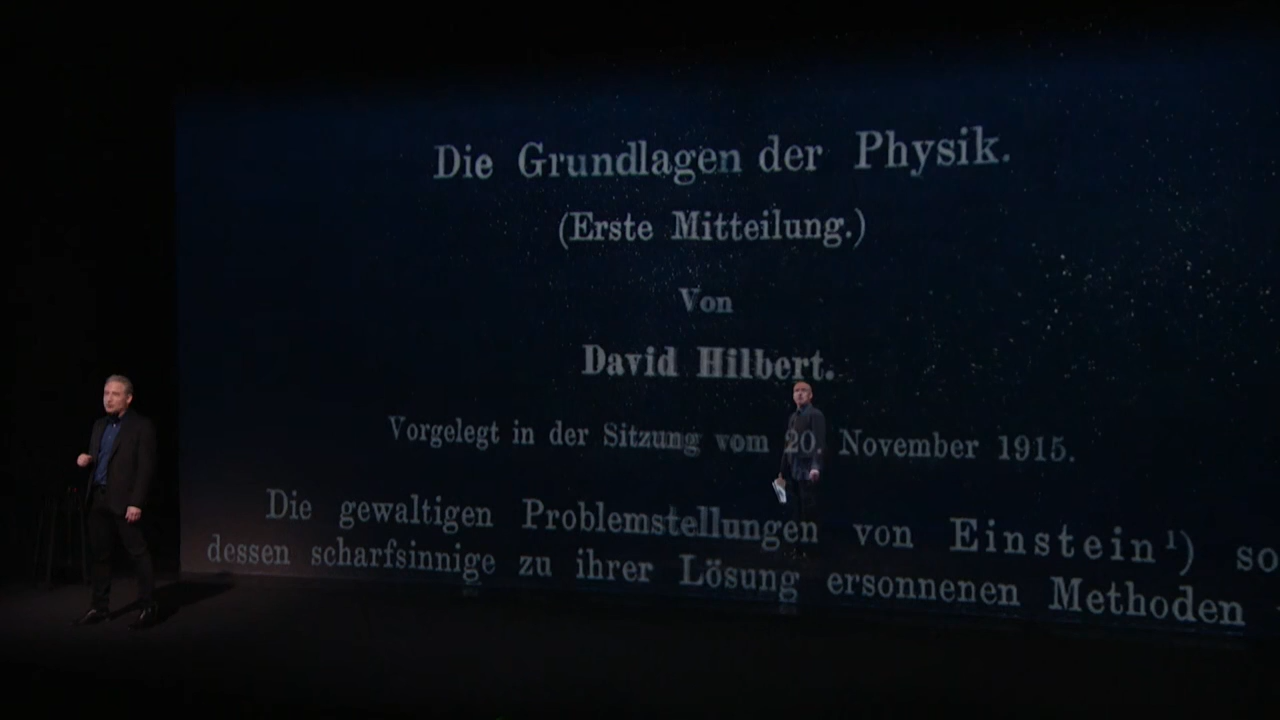 Die Grundlagen der Physik.
(Erste Mitteilung.)
Von
David Hilbert.
Vorgelegt in der Sitzung vom 20. November 1915.
Die gewaltigen Problemstellungen von Einstein¹) so
dessen scharfsinnige zu ihrer Lösung ersonnenen Methoden